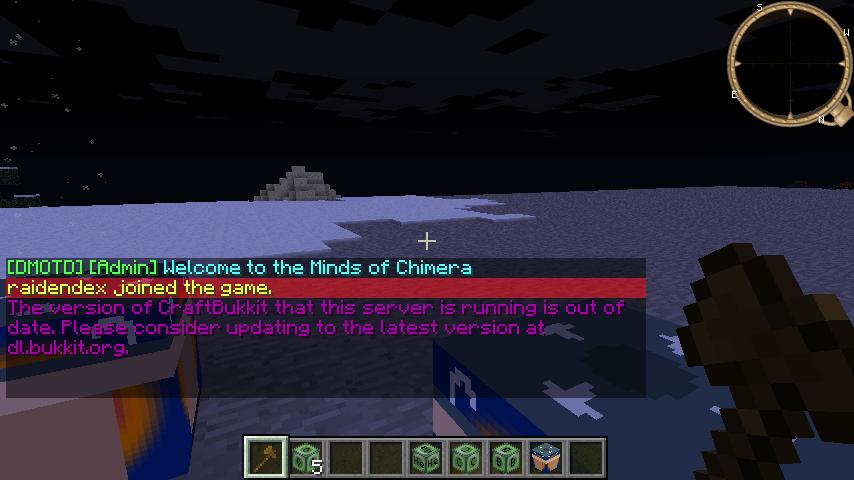 S
W
E
N
[DMOTD] [Admin] Welcome to the Minds of Chimera
raidendex joined the game.
The version of CraftBukkit that this server is running is out of
date. Please consider updating to the latest version at
dl.bukkit.org.
5